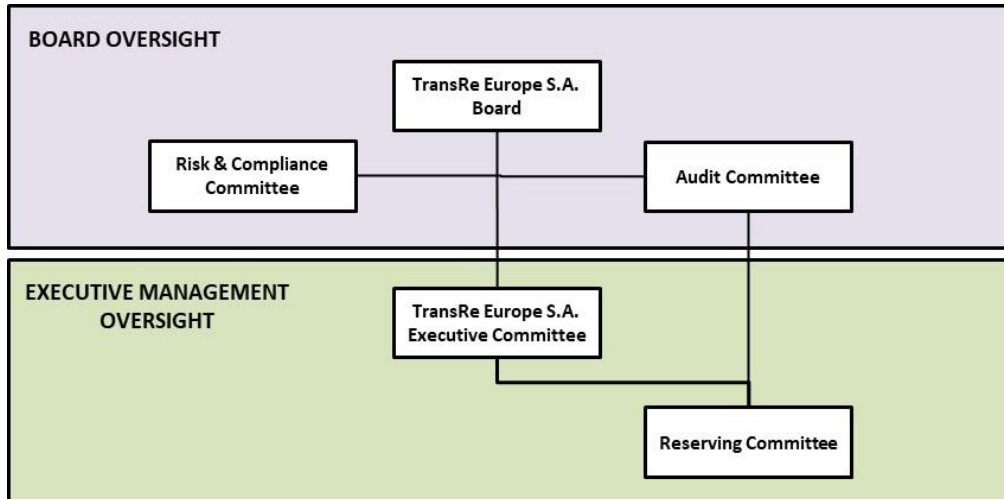 BOARD OVERSIGHT
TransRe Europe S.A.
Board
Risk & Compliance
Committee
Audit Committee
EXECUTIVE MANAGEMENT
OVERSIGHT
TransRe Europe S.A.
Executive Committee
Reserving Committee